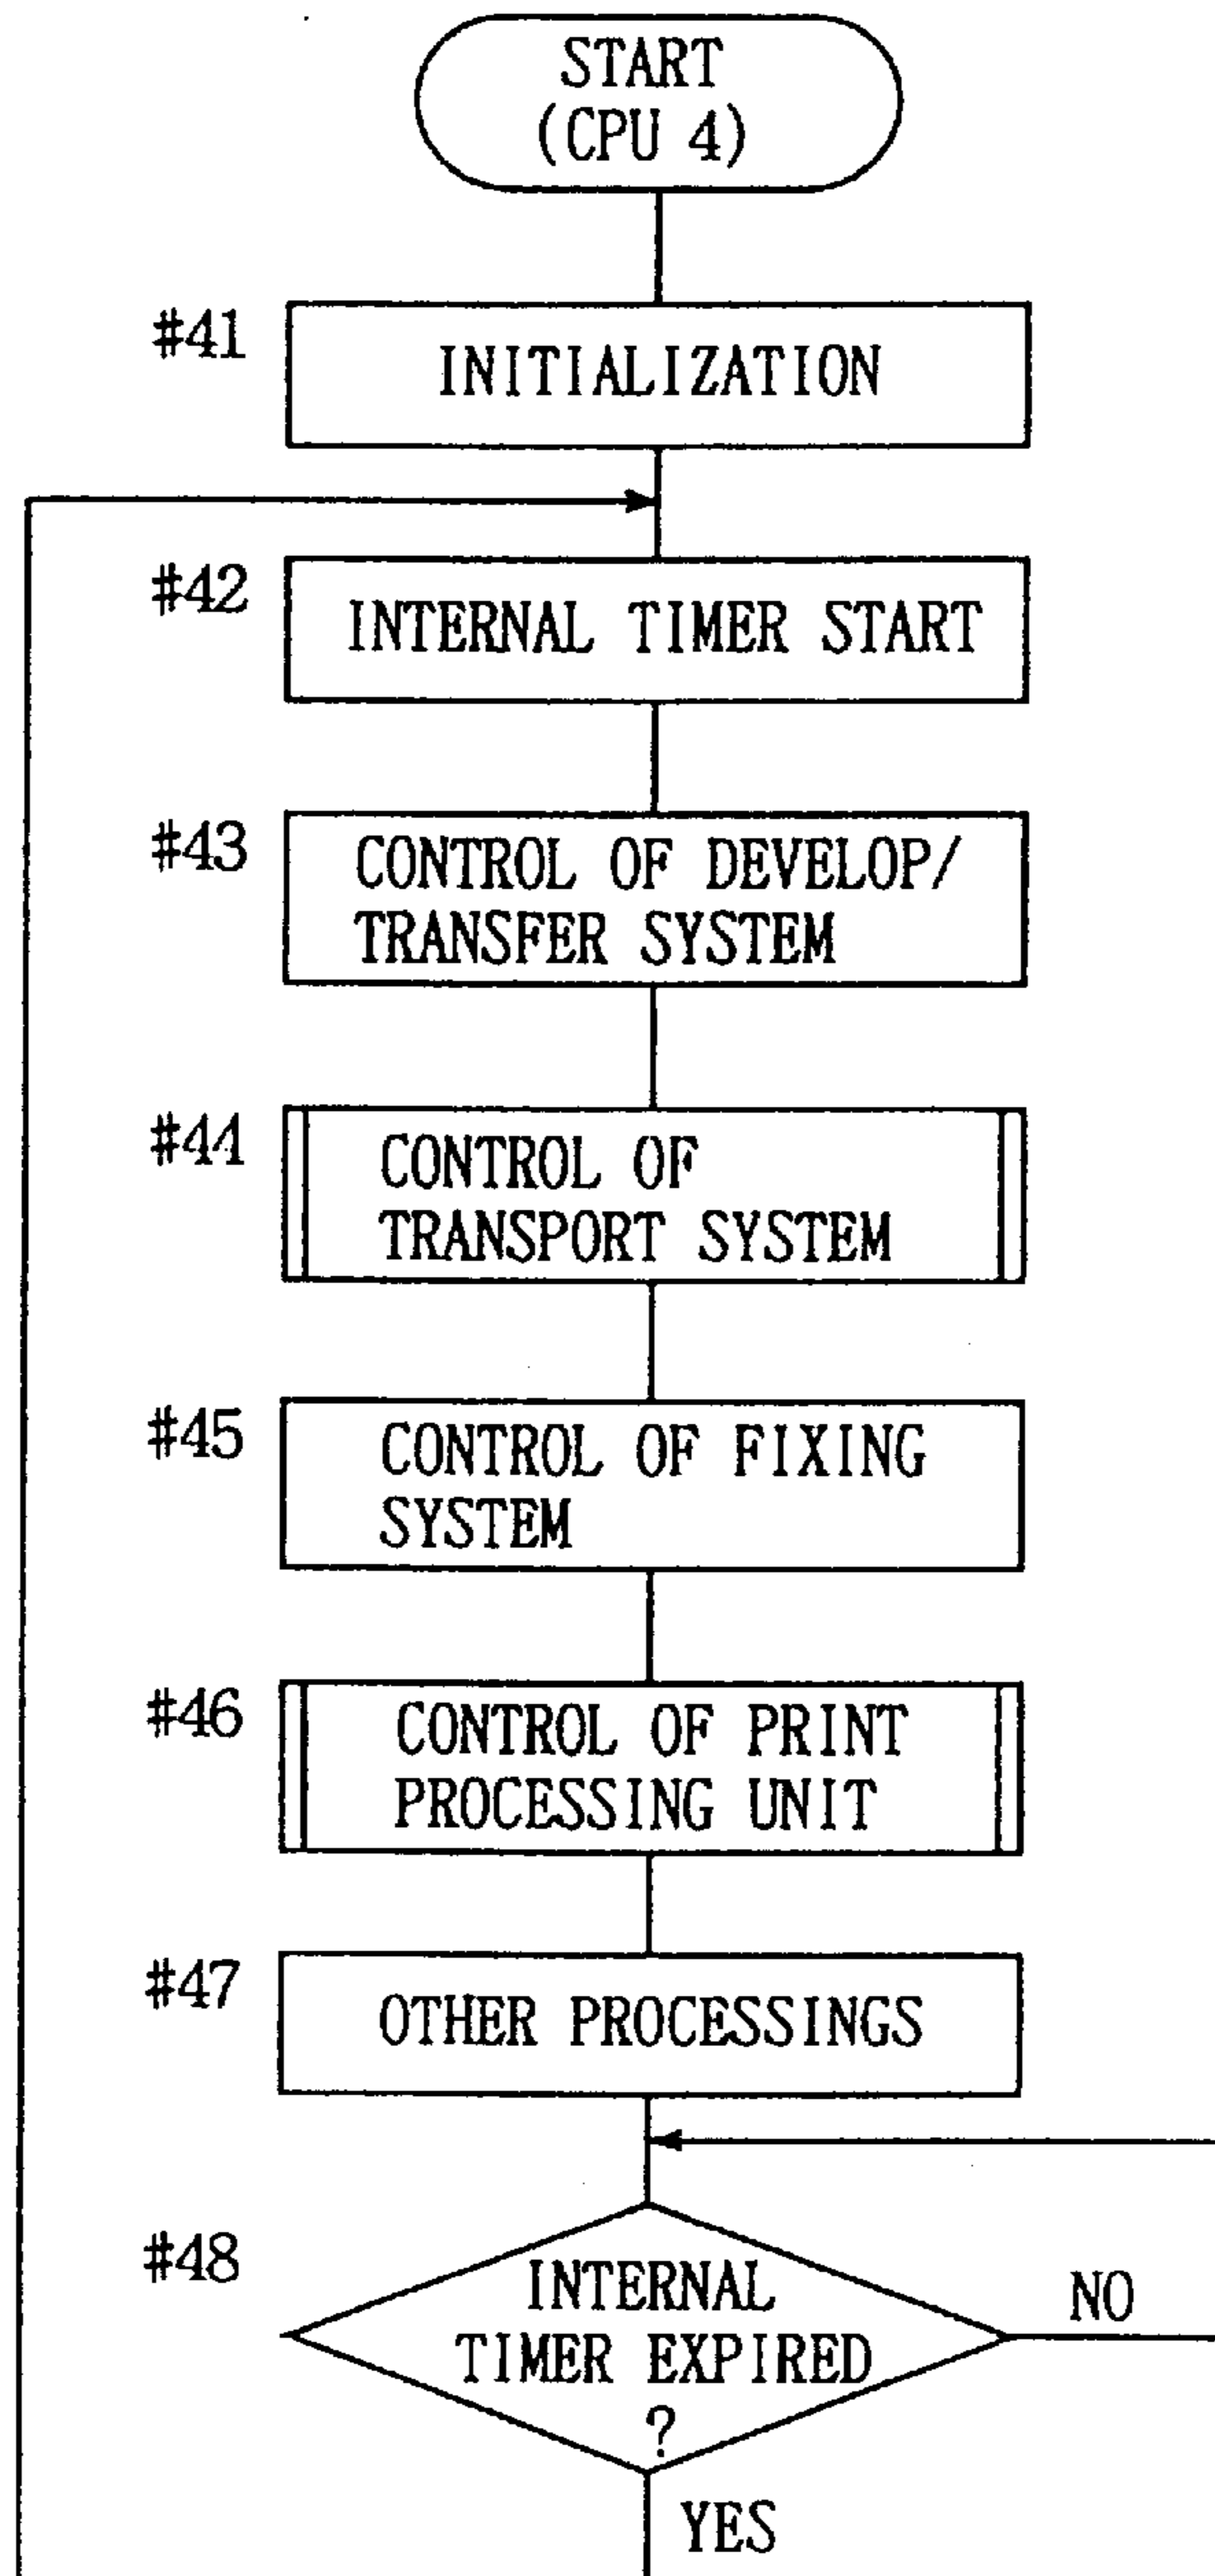 START
(CPU 4)
#41
INITIALIZATION
#42
INTERNAL TIMER START
#43
CONTROL OF DEVELOP/
TRANSFER SYSTEM
#44
CONTROL OF
TRANSPORT SYSTEM
#45
CONTROL OF FIXING
SYSTEM
#46
CONTROL OF PRINT
PROCESSING UNIT
#47
OTHER PROCESSINGS
#48
INTERNAL
TIMER EXPIRED
?
NO
YES